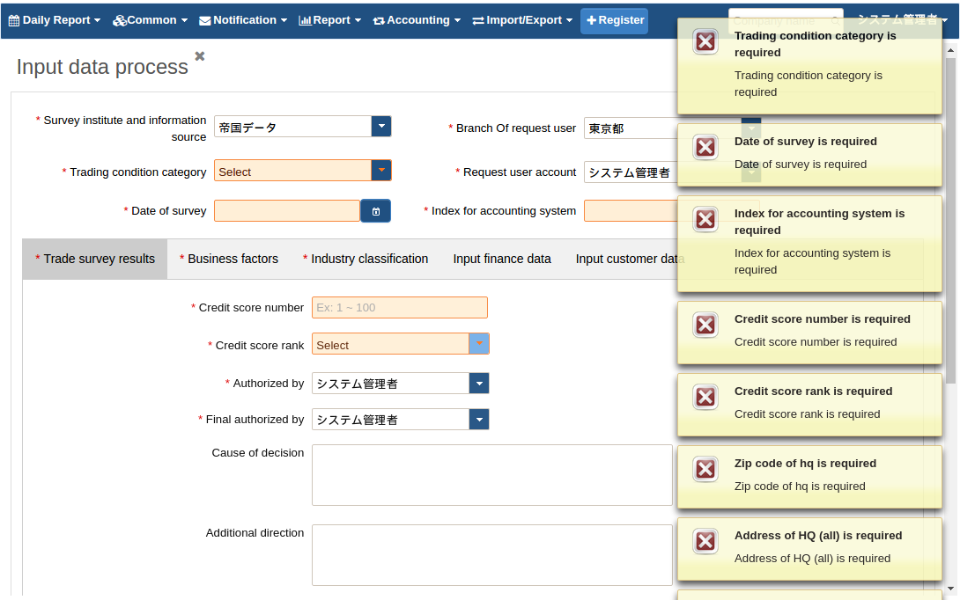 Daily Report Common Notification Report Accounting Import/Export Register システム管理者
Input data process
* Survey institute and information source 帝国データ
* Branch Of request user 東京都
* Trading condition category Select
* Request user account システム管理者
* Date of survey
* Index for accounting system
* Trade survey results * Business factors * Industry classification Input finance data Input customer data
* Credit score number Ex: 1 ~ 100
* Credit score rank Select
* Authorized by システム管理者
* Final authorized by システム管理者
Cause of decision
Additional direction
Trading condition category is
required
Trading condition category is
required
Date of survey is required
Date of survey is required
Index for accounting system is
required
Index for accounting system is
required
Credit score number is required
Credit score number is required
Credit score rank is required
Credit score rank is required
Zip code of hq is required
Zip code of hq is required
Address of HQ (all) is required
Address of HQ (all) is required